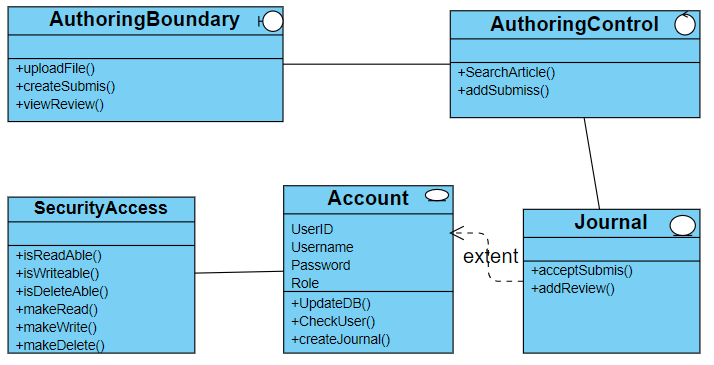 AuthoringBoundary
+uploadFile()
+createSubmis()
+viewReview()
AuthoringControl
+SearchArticle()
+addSubmiss()
SecurityAccess
+isReadAble()
+isWriteable()
+isDeleteAble()
+makeRead()
+makeWrite()
+makeDelete()
Account
UserID
Username
Password
Role
+UpdateDB()
+CheckUser()
+createJournal()
extent
Journal
+acceptSubmis()
+addReview()